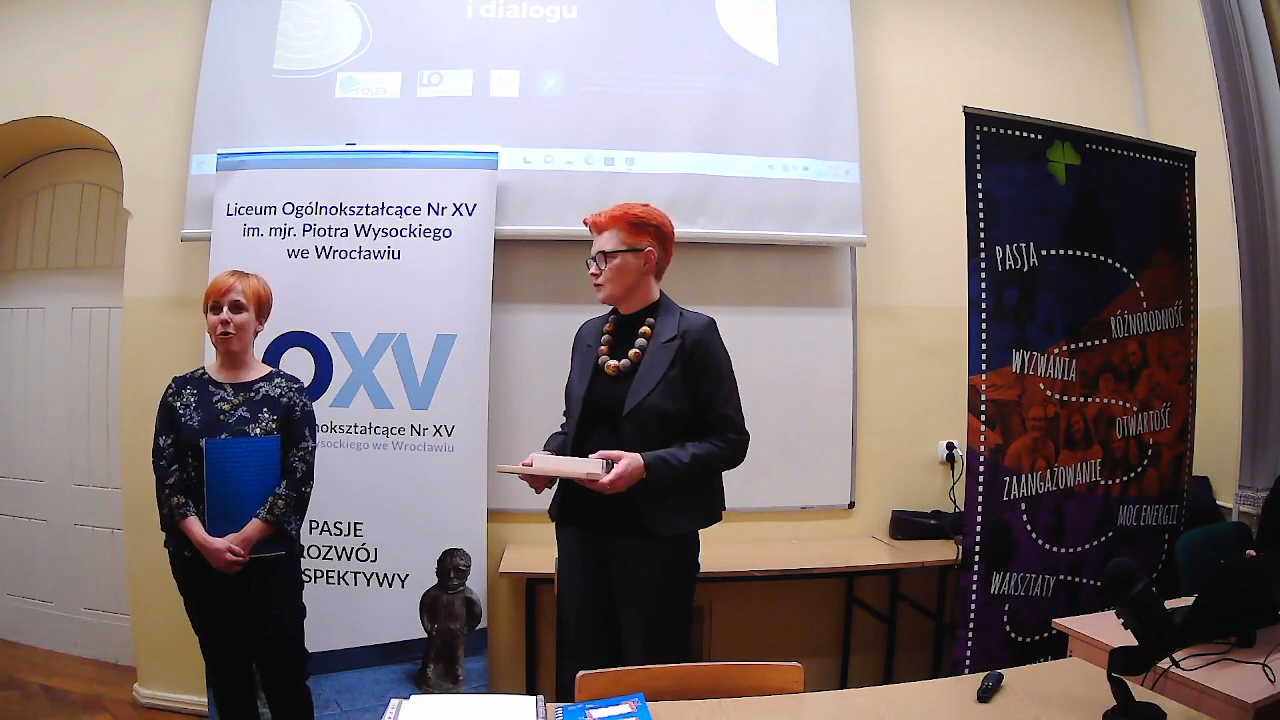 i dialogu
LO
Liceum Ogólnokształcące Nr XV
im. mjr. Piotra Wysockiego
we Wrocławiu
OXV
nokształcące Nr XV
ysockiego we Wrocławiu
PASJE
ROZWÓJ
SPEKTYWY
PASJA
RÓŻNORODNOŚĆ
WYZWANIA
OTWARTOŚĆ
ZAANGAŻOWANIE
MOC ENERGII
WARSZTATY